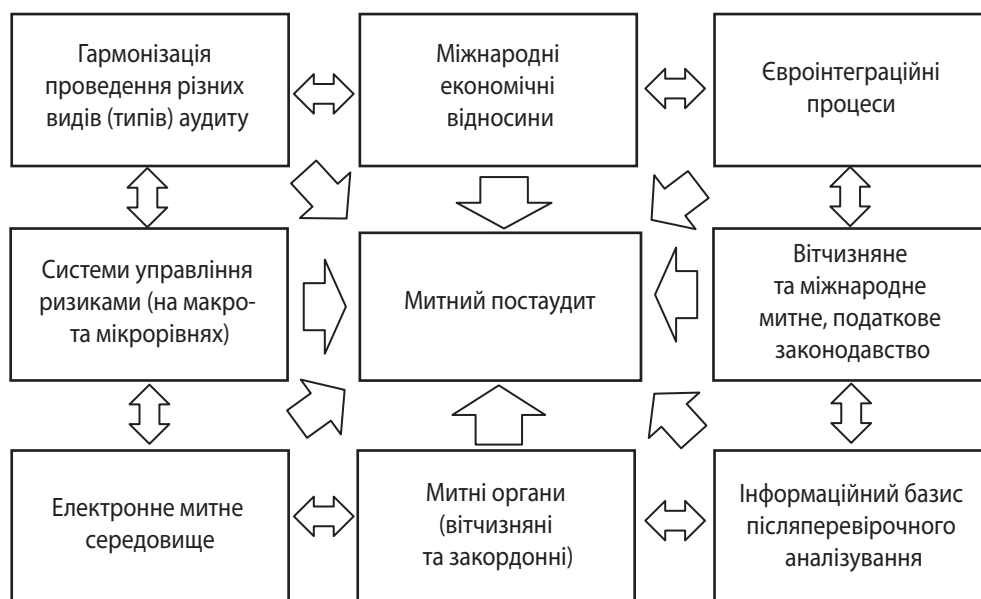 Гармонізація
проведення різних
видів (типів) аудиту
Міжнародні
економічні
відносини
Євроінтеграційні
процеси
Системи управління
ризиками (на макро-
та мікрорівнях)
Митний постаудит
Вітчизняне
та міжнародне
митне, податкове
законодавство
Електронне митне
середовище
Митні органи
(вітчизняні
та закордонні)
Інформаційний базис
післяперевірочного
аналізування